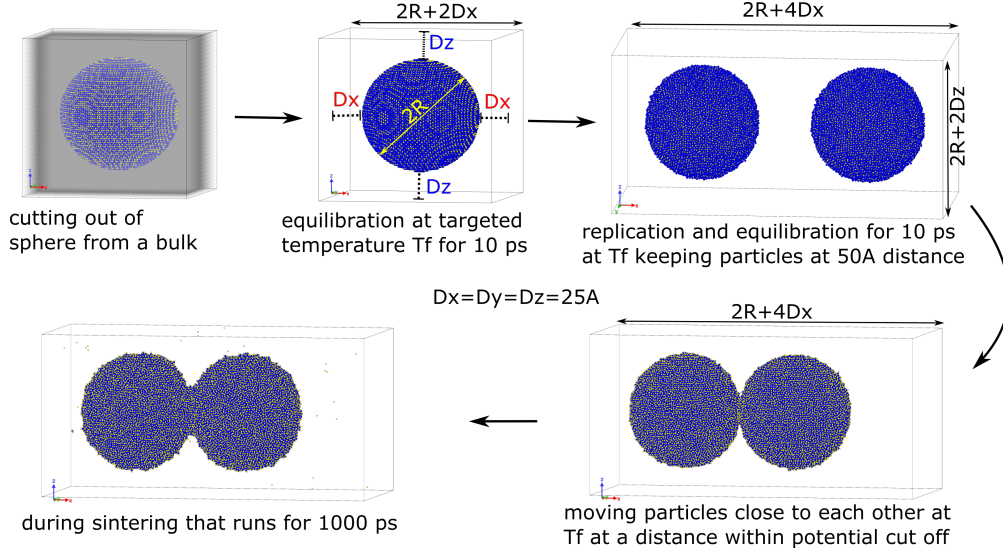 2R+2Dx
2R+4Dx
Dz
Dx
2R
Dx
Dz
2R+2Dz
cutting out of
sphere from a bulk
equilibration at targeted
temperature Tf for 10 ps
replication and equilibration for 10 ps
at Tf keeping particles at 50A distance
Dx=Dy=Dz=25A
2R+4Dx
during sintering that runs for 1000 ps
moving particles close to each other at
Tf at a distance within potential cut off